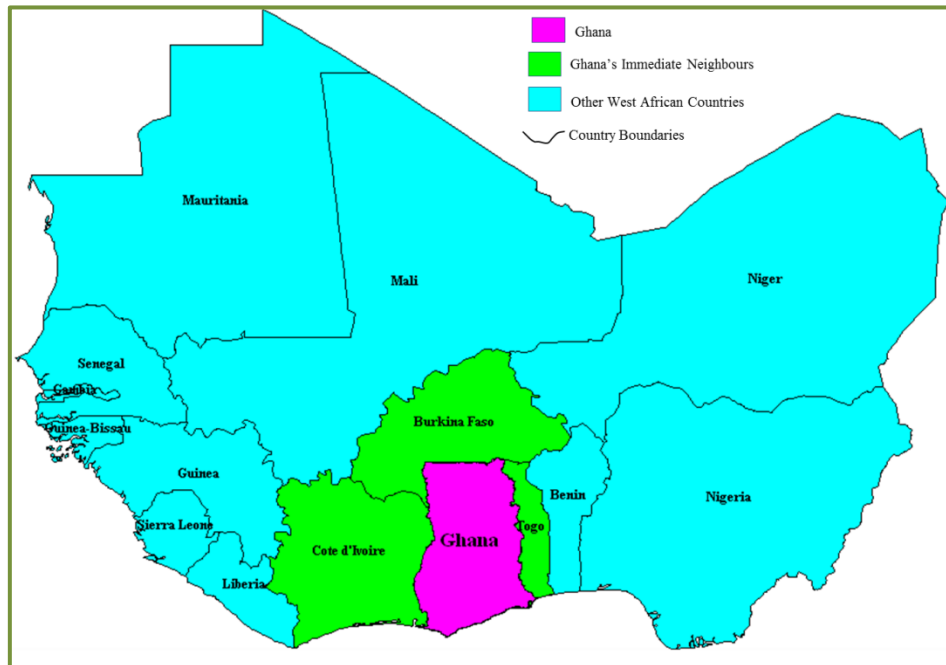 Ghana
Ghana's Immediate Neighbours
Other West African Countries
Country Boundaries
Mauritania
Mali
Niger
Senegal
Gambia
Guinea-Bissau
Burkina Faso
Guinea
Benin
Nigeria
Sierra Leone
Togo
Ghana
Cote d'Ivoire
Liberia